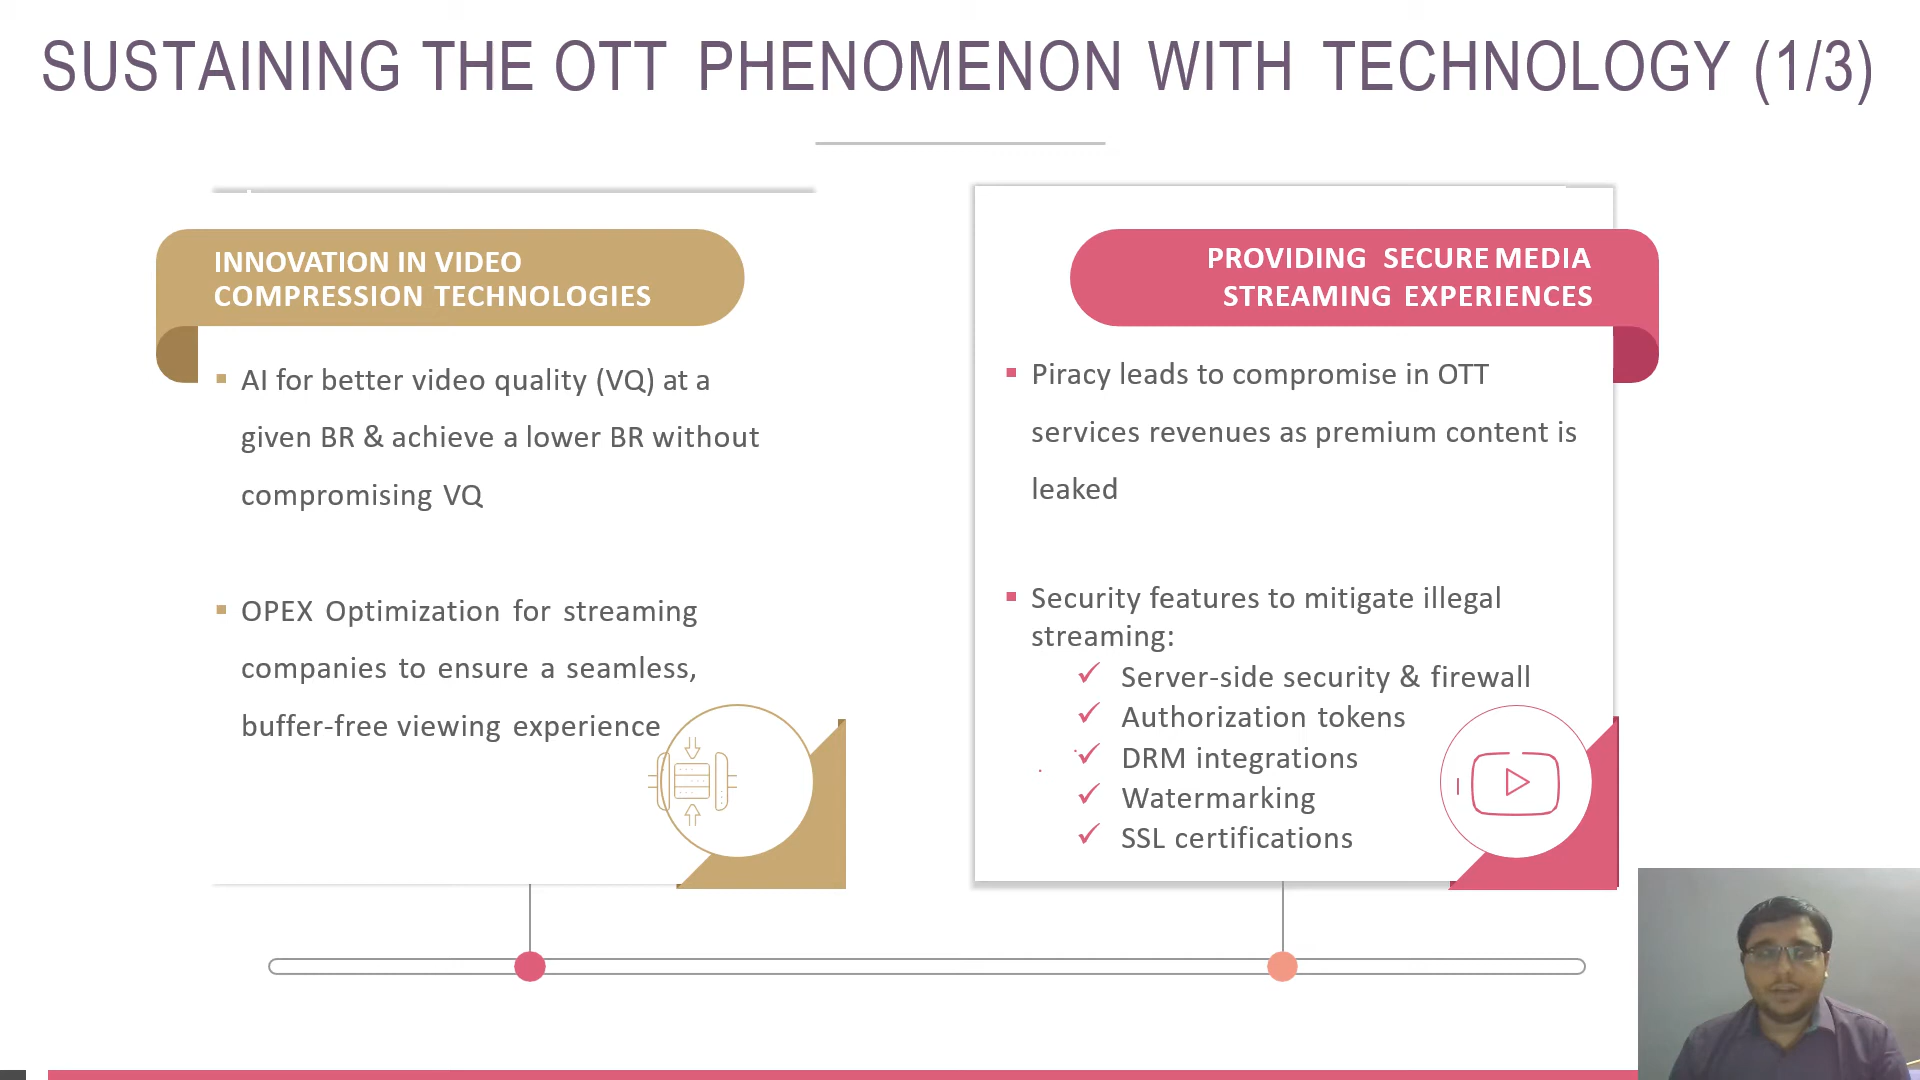 SUSTAINING THE OTT PHENOMENON WITH TECHNOLOGY (1/3)
INNOVATION IN VIDEO
COMPRESSION TECHNOLOGIES
AI for better video quality (VQ) at a
given BR & achieve a lower BR without
compromising VQ
OPEX Optimization for streaming
companies to ensure a seamless,
buffer-free viewing experience
PROVIDING SECURE MEDIA
STREAMING EXPERIENCES
Piracy leads to compromise in OTT
services revenues as premium content is
leaked
Security features to mitigate illegal
streaming:
Server-side security & firewall
Authorization tokens
DRM integrations
Watermarking
SSL certifications